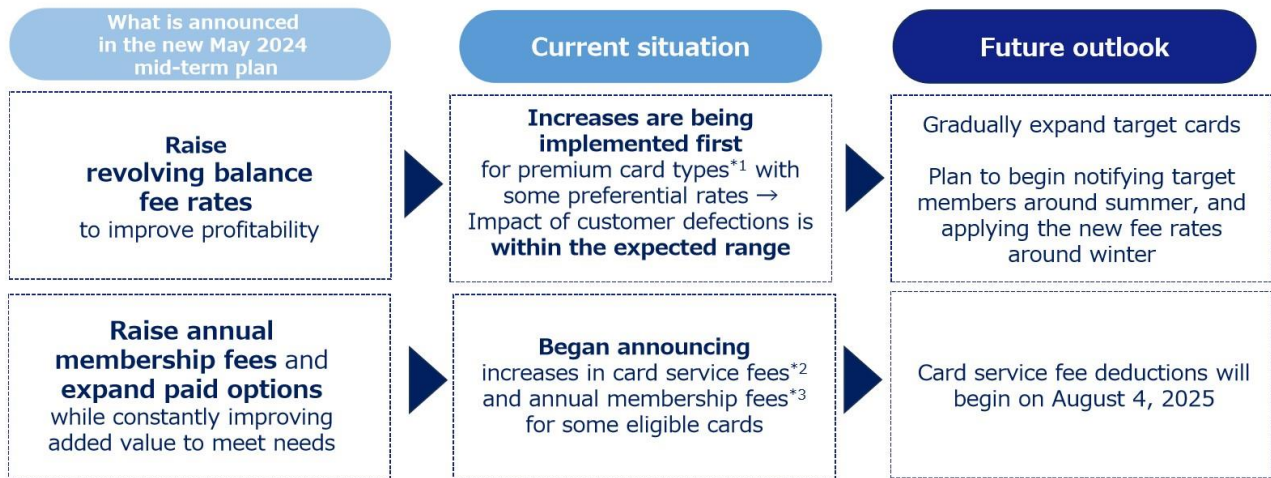 What is announced
in the new May 2024
mid-term plan
Current situation
Future outlook
Raise
revolving balance
fee rates
to improve profitability
Increases are being
implemented first
for premium card types*1 with
some preferential rates →
Impact of customer defections is
within the expected range
Gradually expand target cards
Plan to begin notifying target
members around summer, and
applying the new fee rates
around winter
Raise annual
membership fees and
expand paid options
while constantly improving
added value to meet needs
Began announcing
increases in card service fees*2
and annual membership fees*3
for some eligible cards
Card service fee deductions will
begin on August 4, 2025